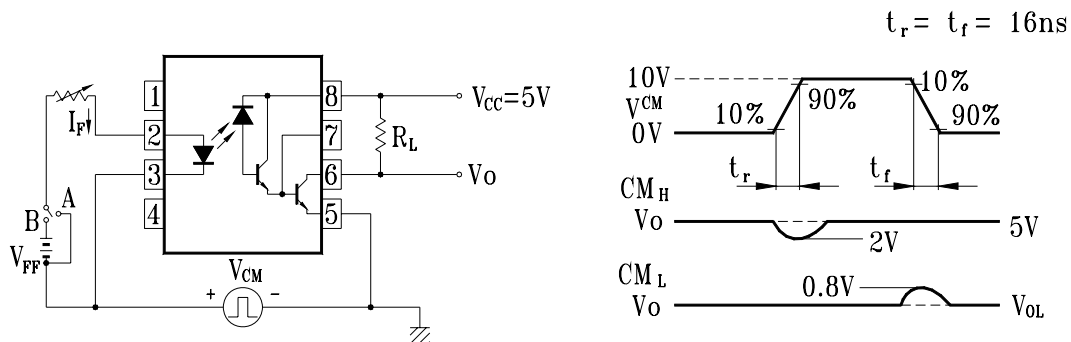 tr = tf = 16ns
1
2
3
4
8
7
6
5
IF
VCC=5V
RL
VO
A
B
VFF
VCM
+ -
10V
VCM
0V
10%
90%
10%
90%
tr
tf
CMH
VO
5V
2V
CML
VO
0.8V
VOL